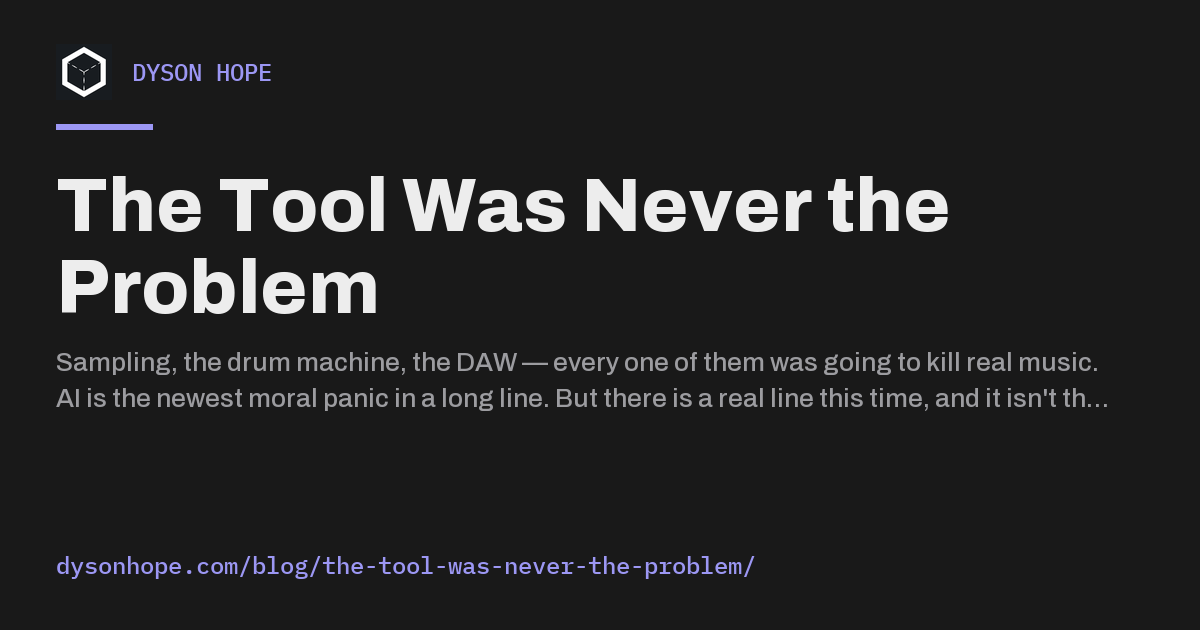 DYSON HOPE
The Tool Was Never the
Problem
Sampling, the drum machine, the DAW — every one of them was going to kill real music.
AI is the newest moral panic in a long line. But there is a real line this time, and it isn't th…
dysonhope.com/blog/the-tool-was-never-the-problem/